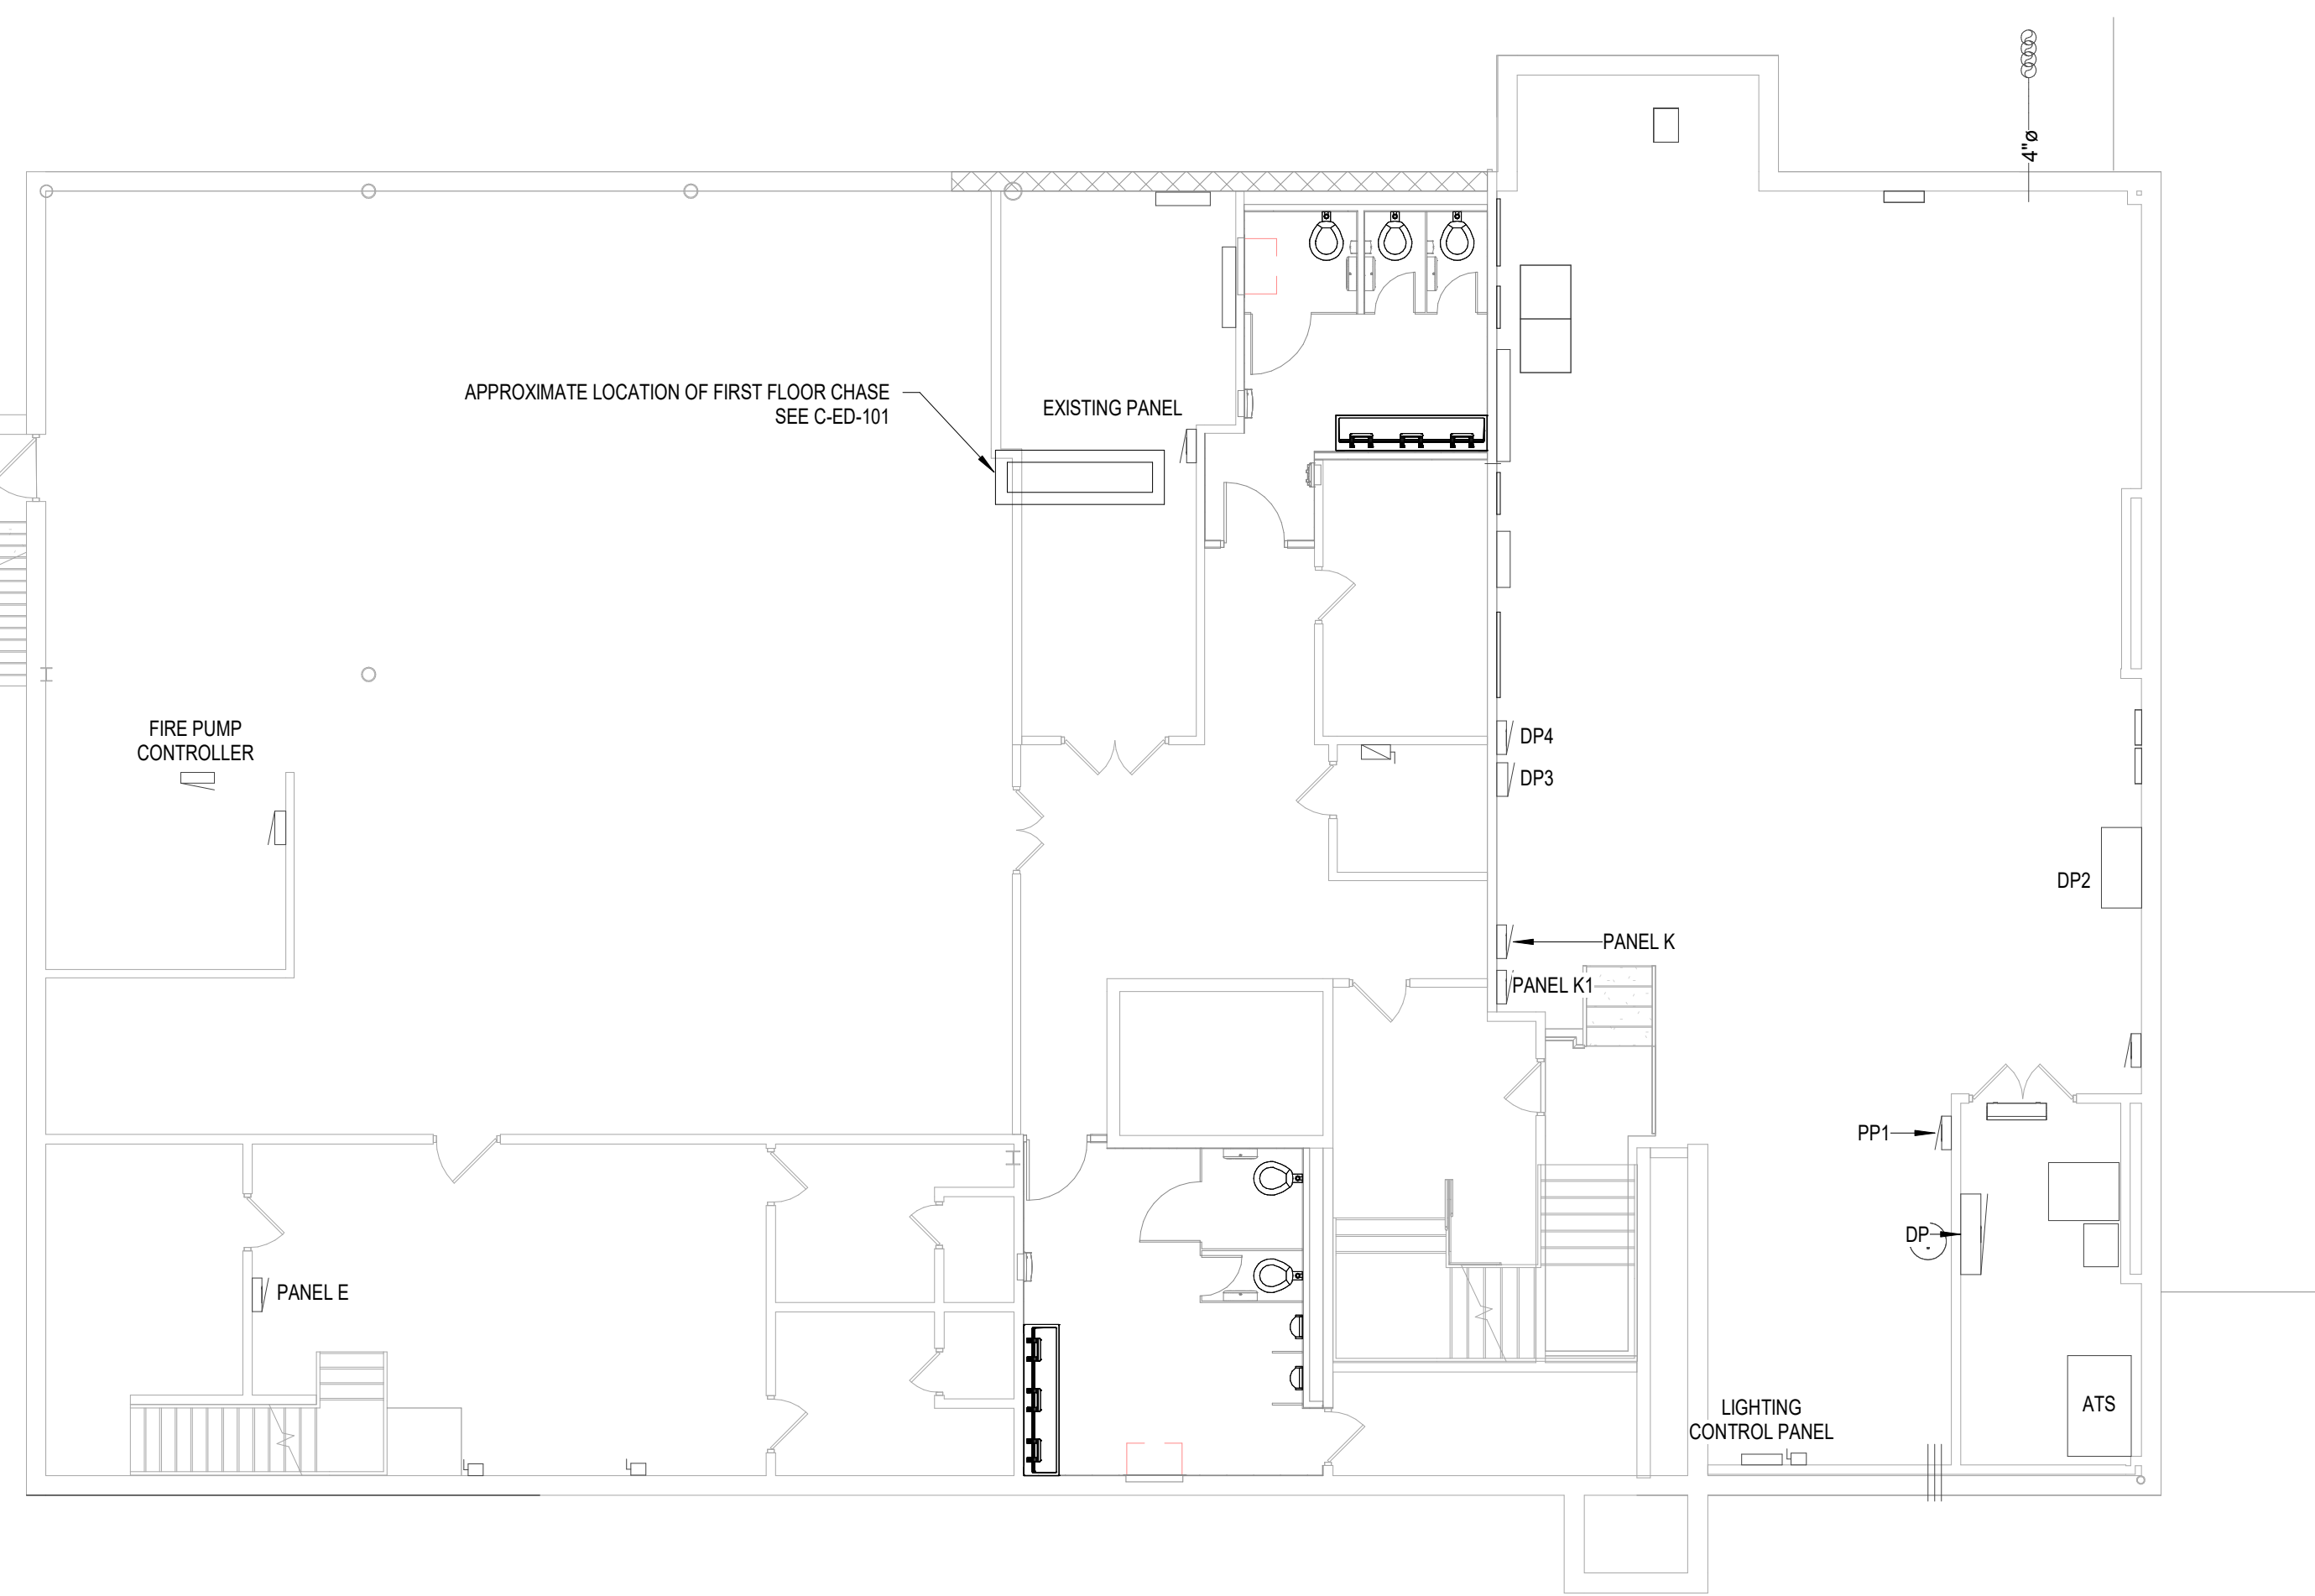 4"ø
APPROXIMATE LOCATION OF FIRST FLOOR CHASE
SEE C-ED-101
EXISTING PANEL
FIRE PUMP
CONTROLLER
DP4
DP3
DP2
PANEL K
PANEL K1
PP1
DP
PANEL E
LIGHTING
CONTROL PANEL
ATS